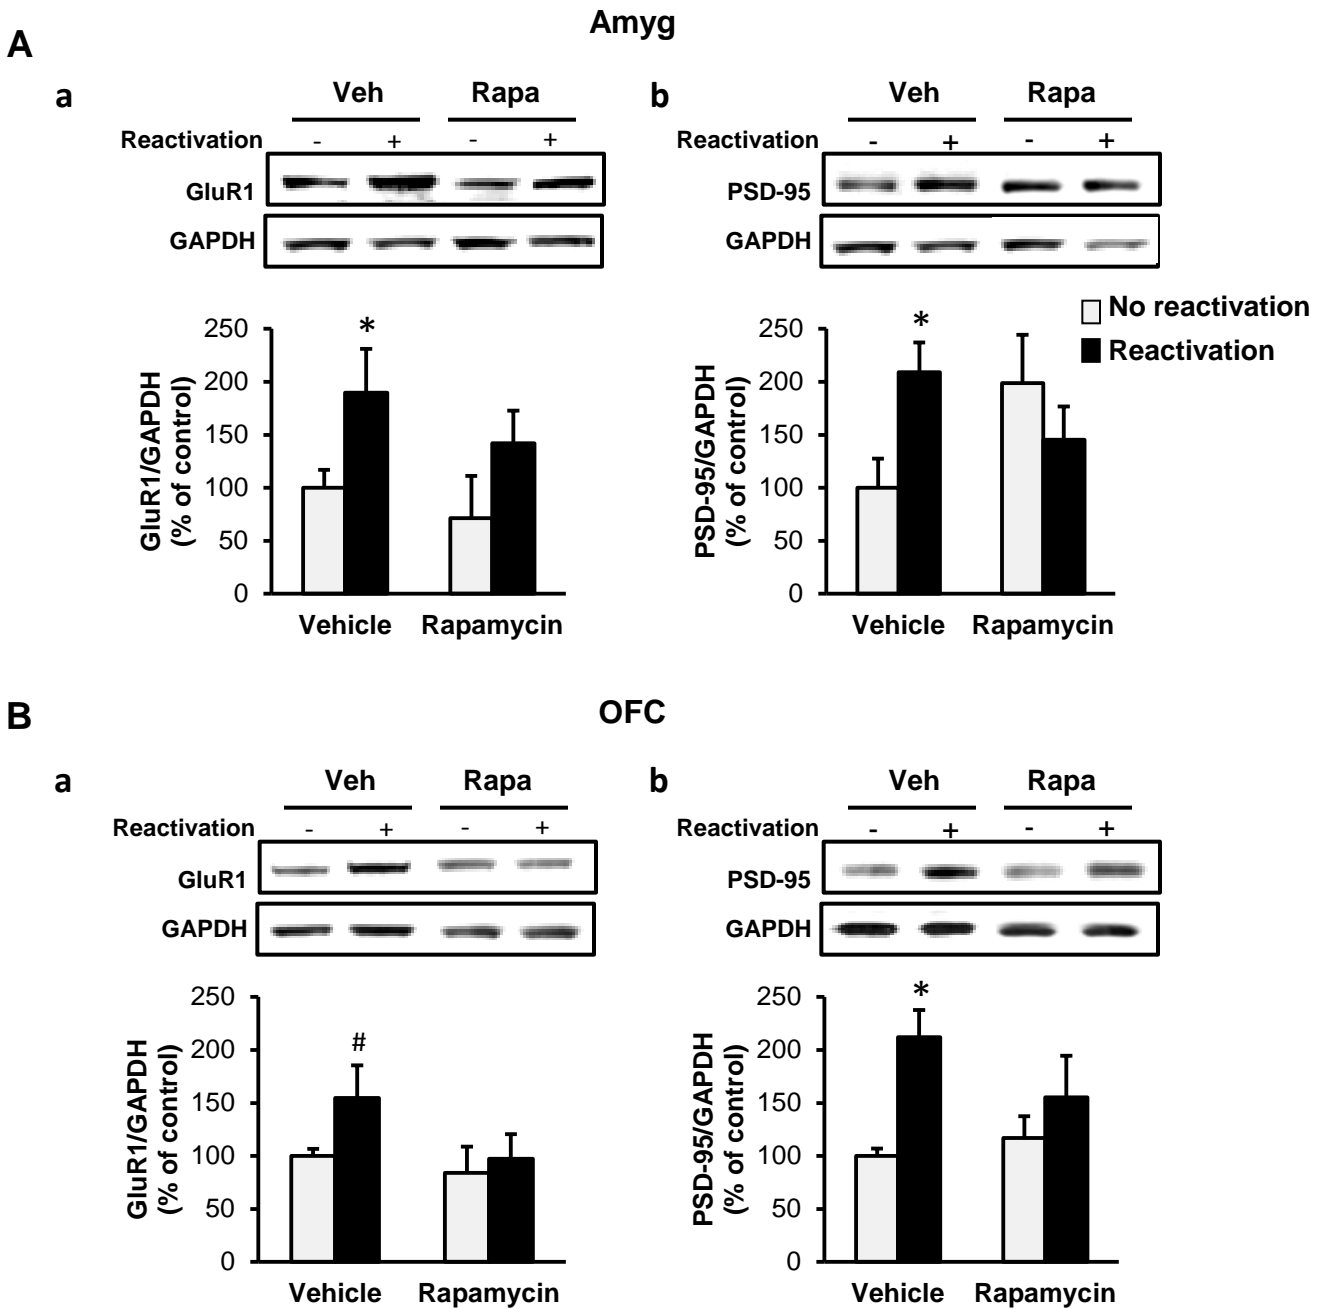 Amyg
A
a
Veh Rapa
Reactivation - + - +
GluR1
GAPDH
250
200
150
100
50
0
GluR1/GAPDH
(% of control)
*
Vehicle Rapamycin
b
Veh Rapa
Reactivation - + - +
PSD-95
GAPDH
No reactivation
Reactivation
250
200
150
100
50
0
PSD-95/GAPDH
(% of control)
*
Vehicle Rapamycin
OFC
B
a
Veh Rapa
Reactivation - + - +
GluR1
GAPDH
250
200
150
100
50
0
GluR1/GAPDH
(% of control)
#
Vehicle Rapamycin
b
Veh Rapa
Reactivation - + - +
PSD-95
GAPDH
250
200
150
100
50
0
PSD-95/GAPDH
(% of control)
*
Vehicle Rapamycin